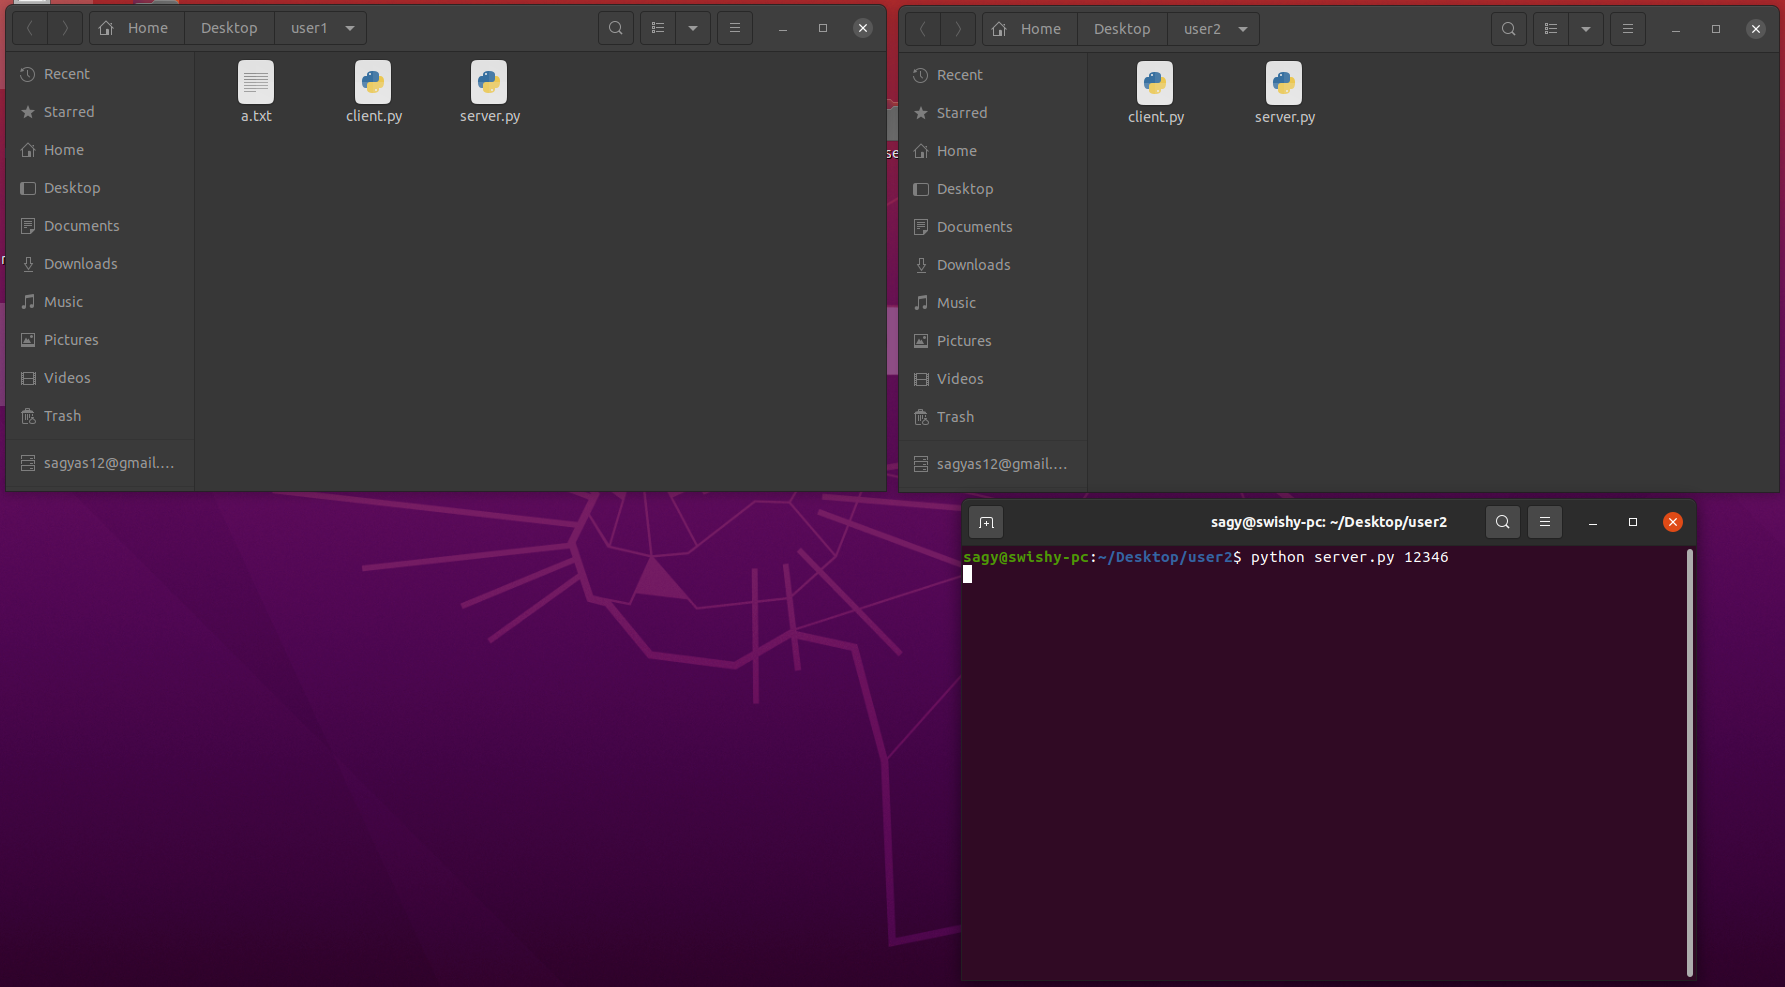 Home Desktop user1
Recent
Starred
Home
Desktop
Documents
Downloads
Music
Pictures
Videos
Trash
sagyas12@gmail.…
a.txt client.py server.py
se
Home Desktop user2
Recent
Starred
Home
Desktop
Documents
Downloads
Music
Pictures
Videos
Trash
sagyas12@gmail.…
client.py server.py
sagy@swishy-pc: ~/Desktop/user2
sagy@swishy-pc:~/Desktop/user2$ python server.py 12346